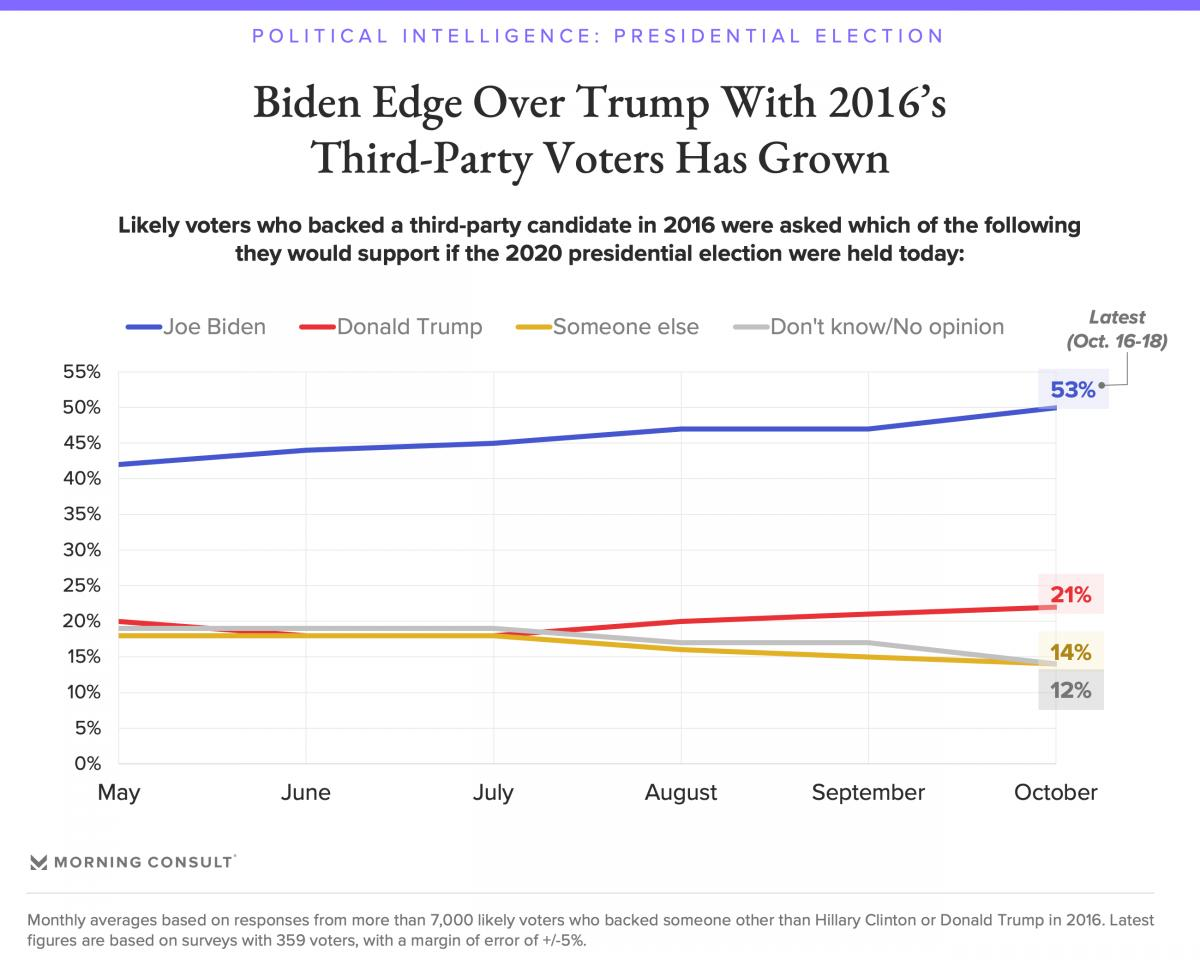 POLITICAL INTELLIGENCE: PRESIDENTIAL ELECTION
Biden Edge Over Trump With 2016’s
Third-Party Voters Has Grown
Likely voters who backed a third-party candidate in 2016 were asked which of the following
they would support if the 2020 presidential election were held today:
Joe Biden Donald Trump Someone else Don't know/No opinion
Latest
(Oct. 16-18)
55%
53%
50%
45%
40%
35%
30%
25%
21%
20%
15%
14%
10%
12%
5%
0%
May June July August September October
MORNING CONSULT
Monthly averages based on responses from more than 7,000 likely voters who backed someone other than Hillary Clinton or Donald Trump in 2016. Latest
figures are based on surveys with 359 voters, with a margin of error of +/-5%.